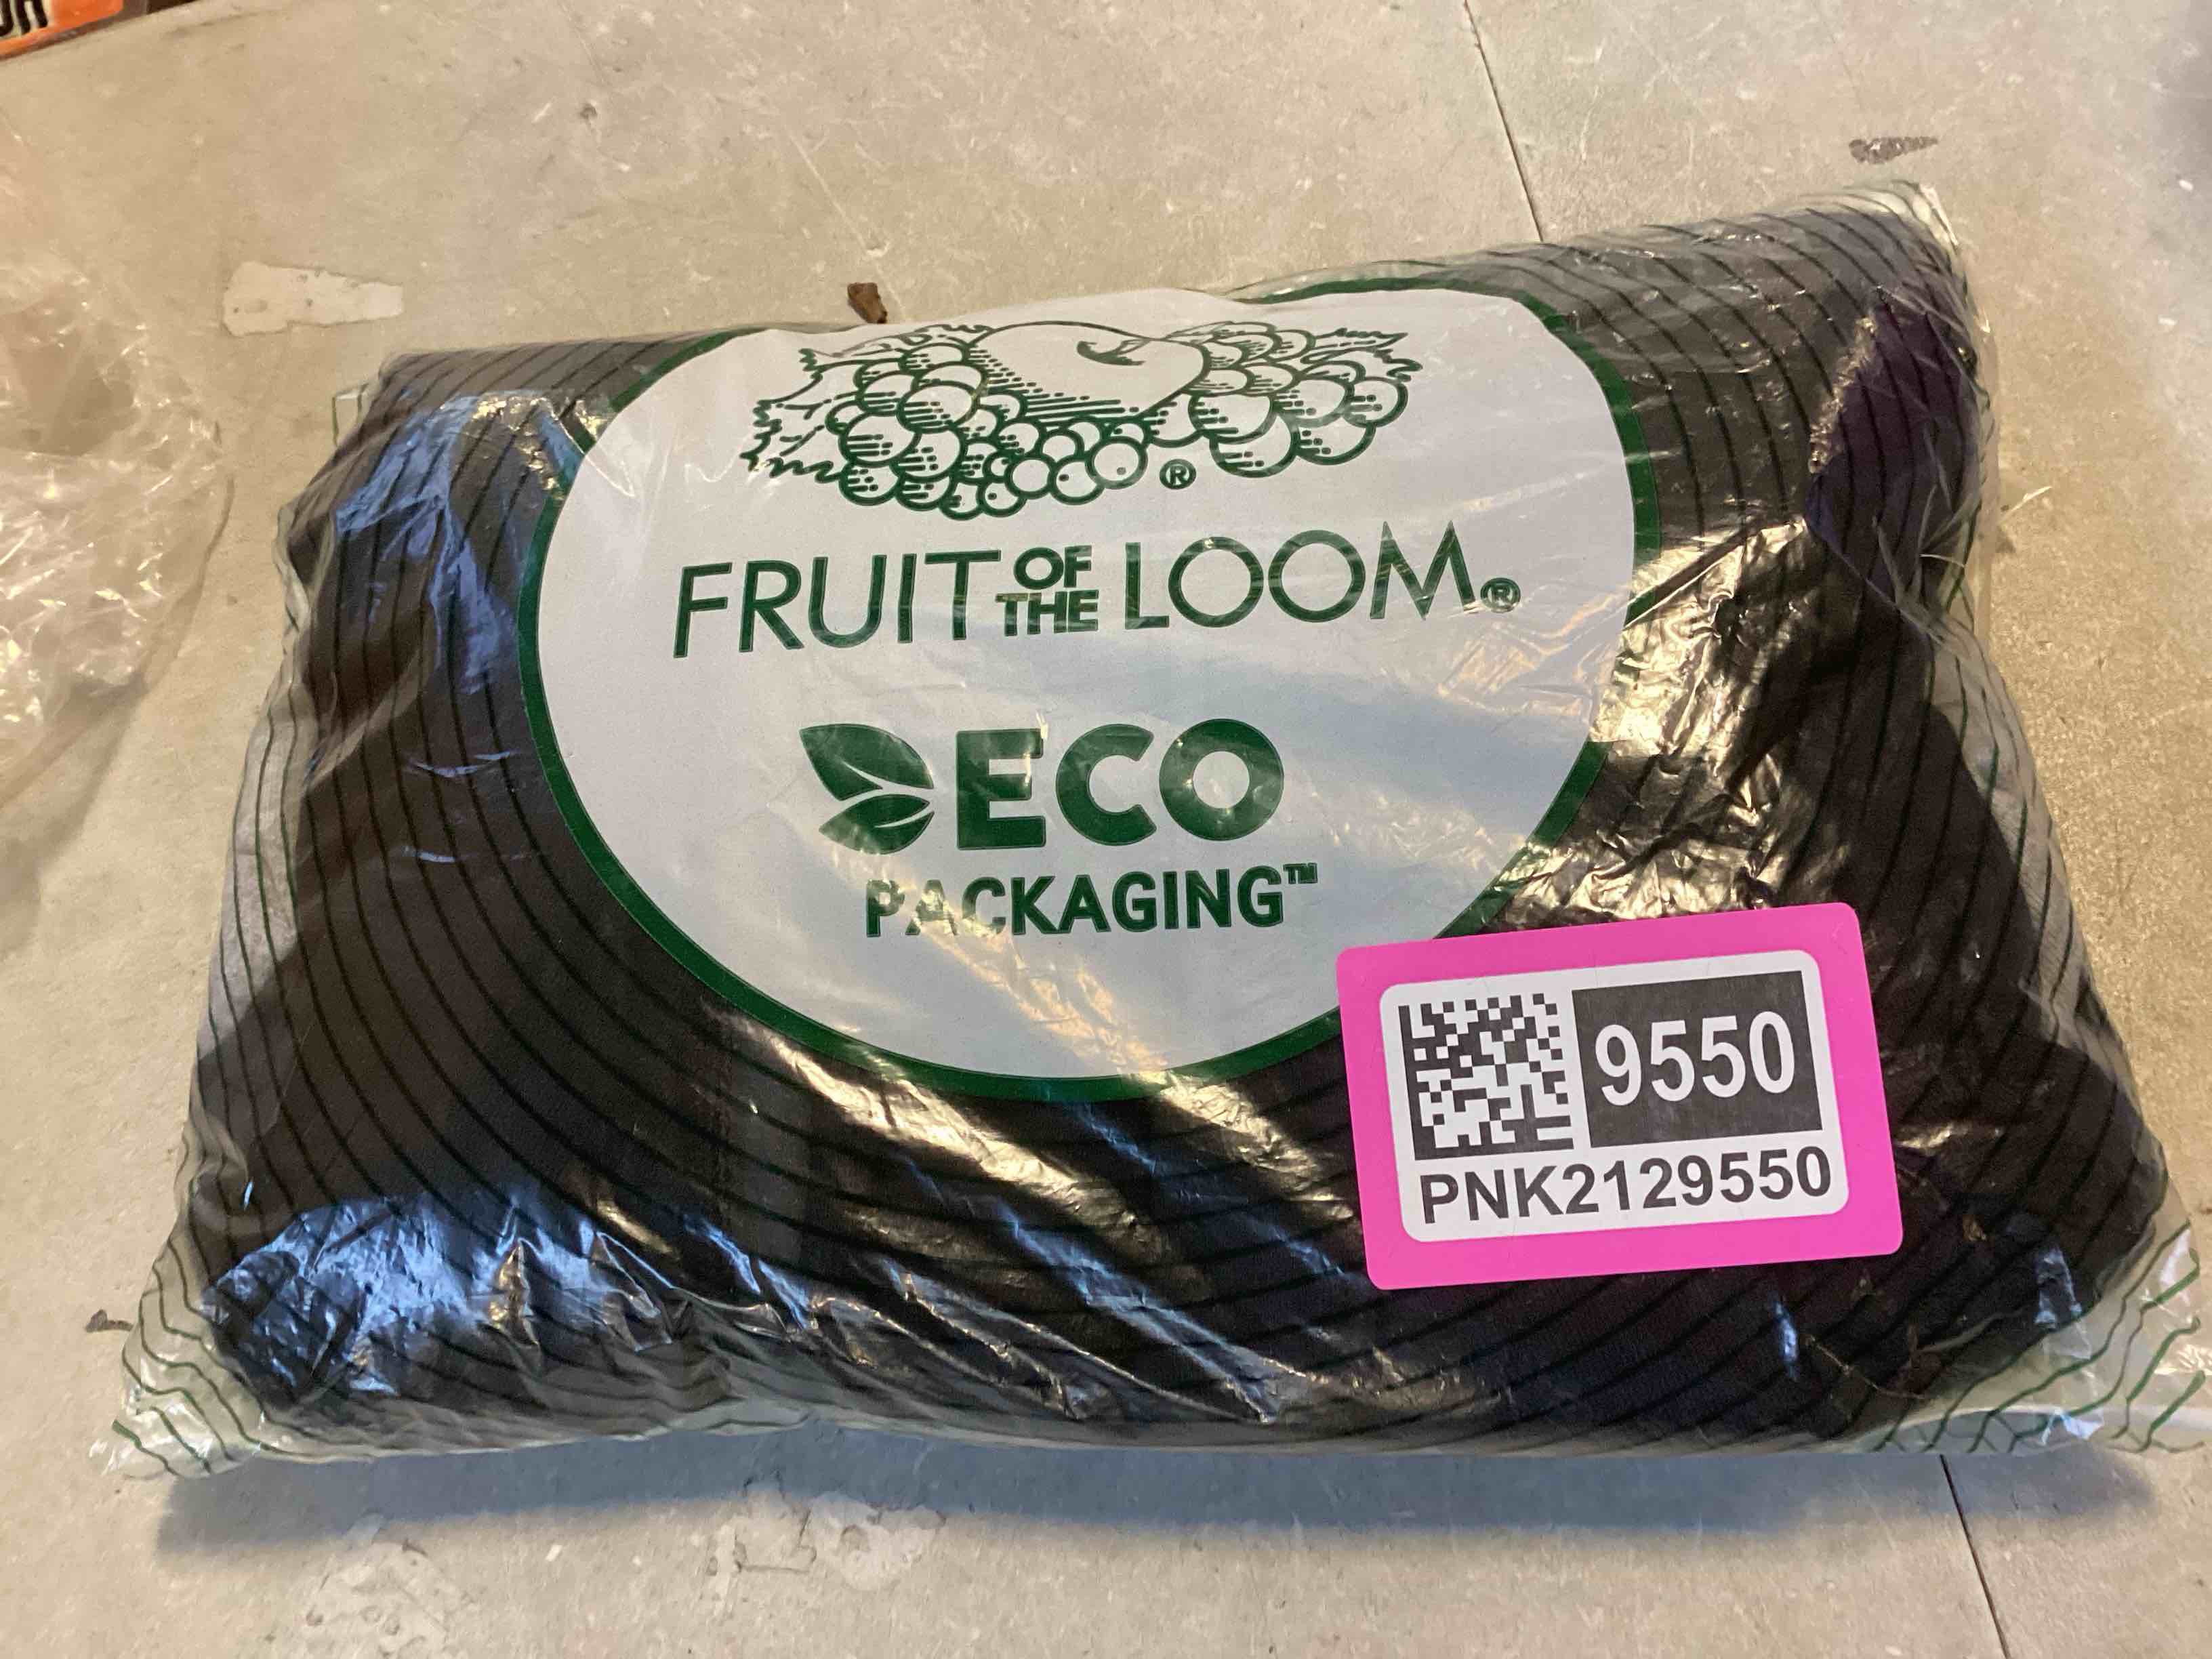 ®
FRUIT OF THE LOOM®
ECO
PACKAGING™
9550
PNK2129550